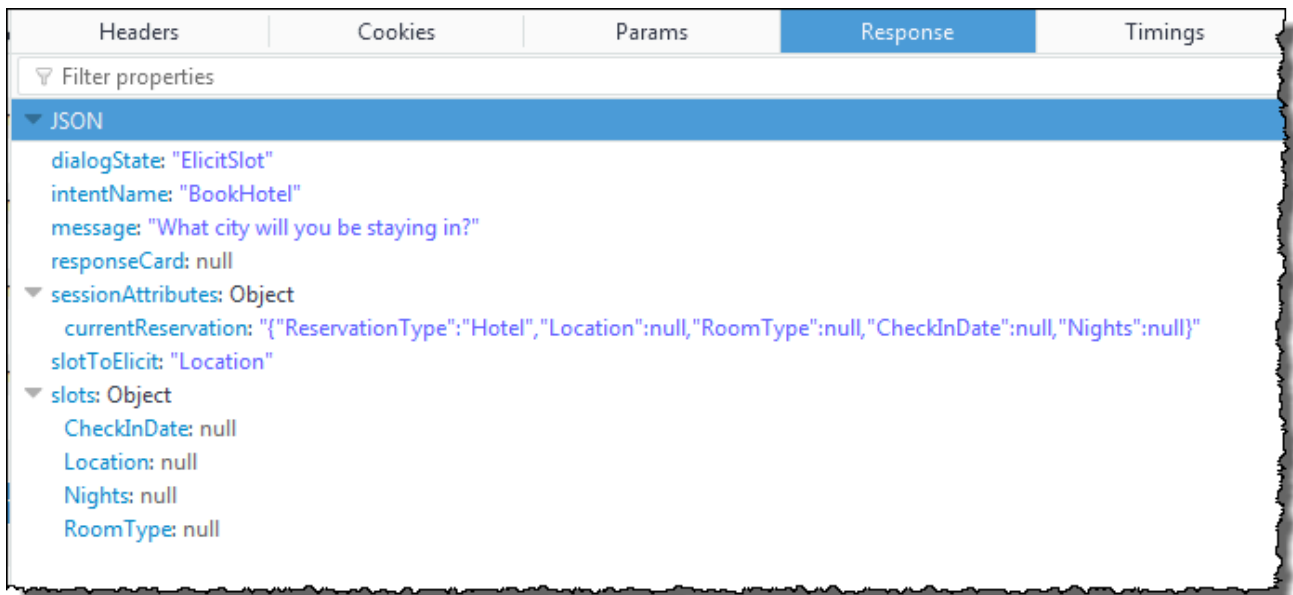 Headers Cookies Params Response Timings
Filter properties
JSON
dialogState: "ElicitSlot"
intentName: "BookHotel"
message: "What city will you be staying in?"
responseCard: null
sessionAttributes: Object
currentReservation: "{"ReservationType":"Hotel","Location":null,"RoomType":null,"CheckInDate":null,"Nights":null}"
slotToElicit: "Location"
slots: Object
CheckInDate: null
Location: null
Nights: null
RoomType: null